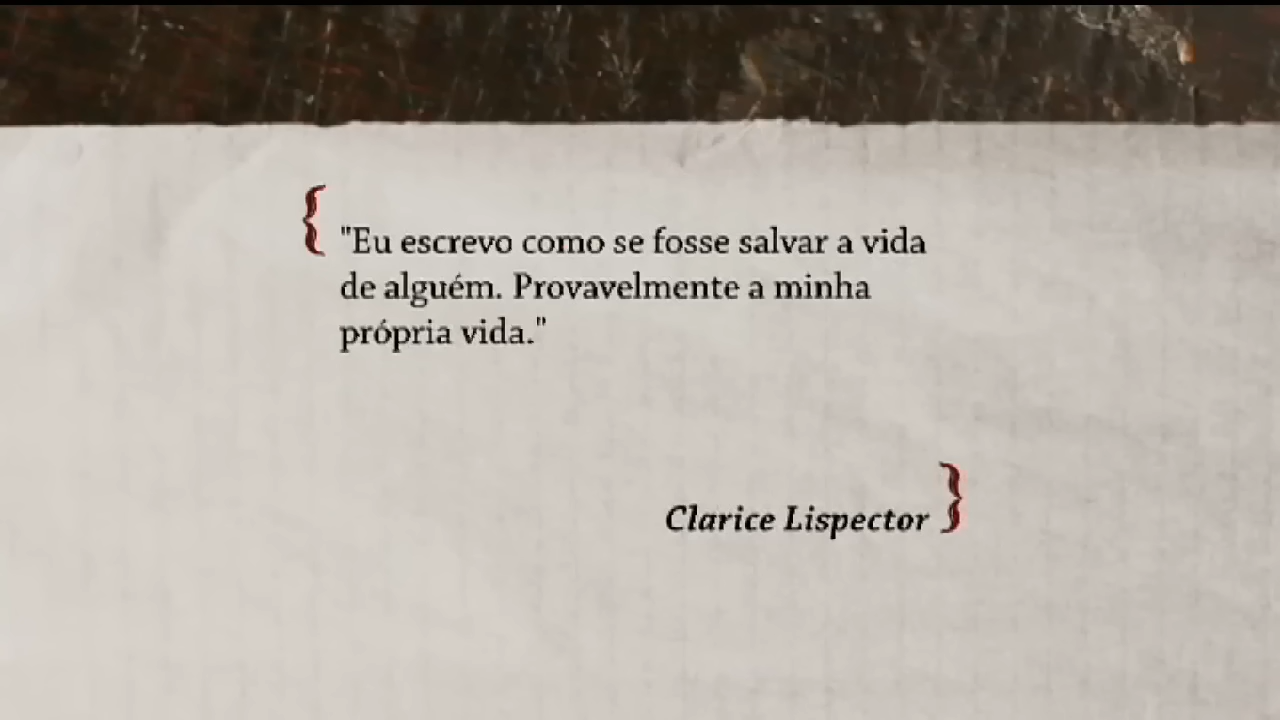 { "Eu escrevo como se fosse salvar a vida
de alguém. Provavelmente a minha
própria vida."
Clarice Lispector }